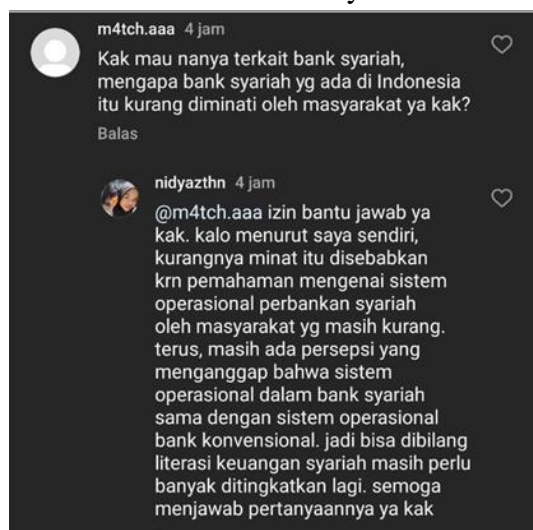 m4tch.aaa 4 jam
Kak mau nanya terkait bank syariah,
mengapa bank syariah yg ada di Indonesia
itu kurang diminati oleh masyarakat ya kak?
Balas
nidyazthn 4 jam
@m4tch.aaa izin bantu jawab ya
kak. kalo menurut saya sendiri,
kurangnya minat itu disebabkan
krn pemahaman mengenai sistem
operasional perbankan syariah
oleh masyarakat yg masih kurang.
terus, masih ada persepsi yang
menganggap bahwa sistem
operasional dalam bank syariah
sama dengan sistem operasional
bank konvensional. jadi bisa dibilang
literasi keuangan syariah masih perlu
banyak ditingkatkan lagi. semoga
menjawab pertanyaannya ya kak